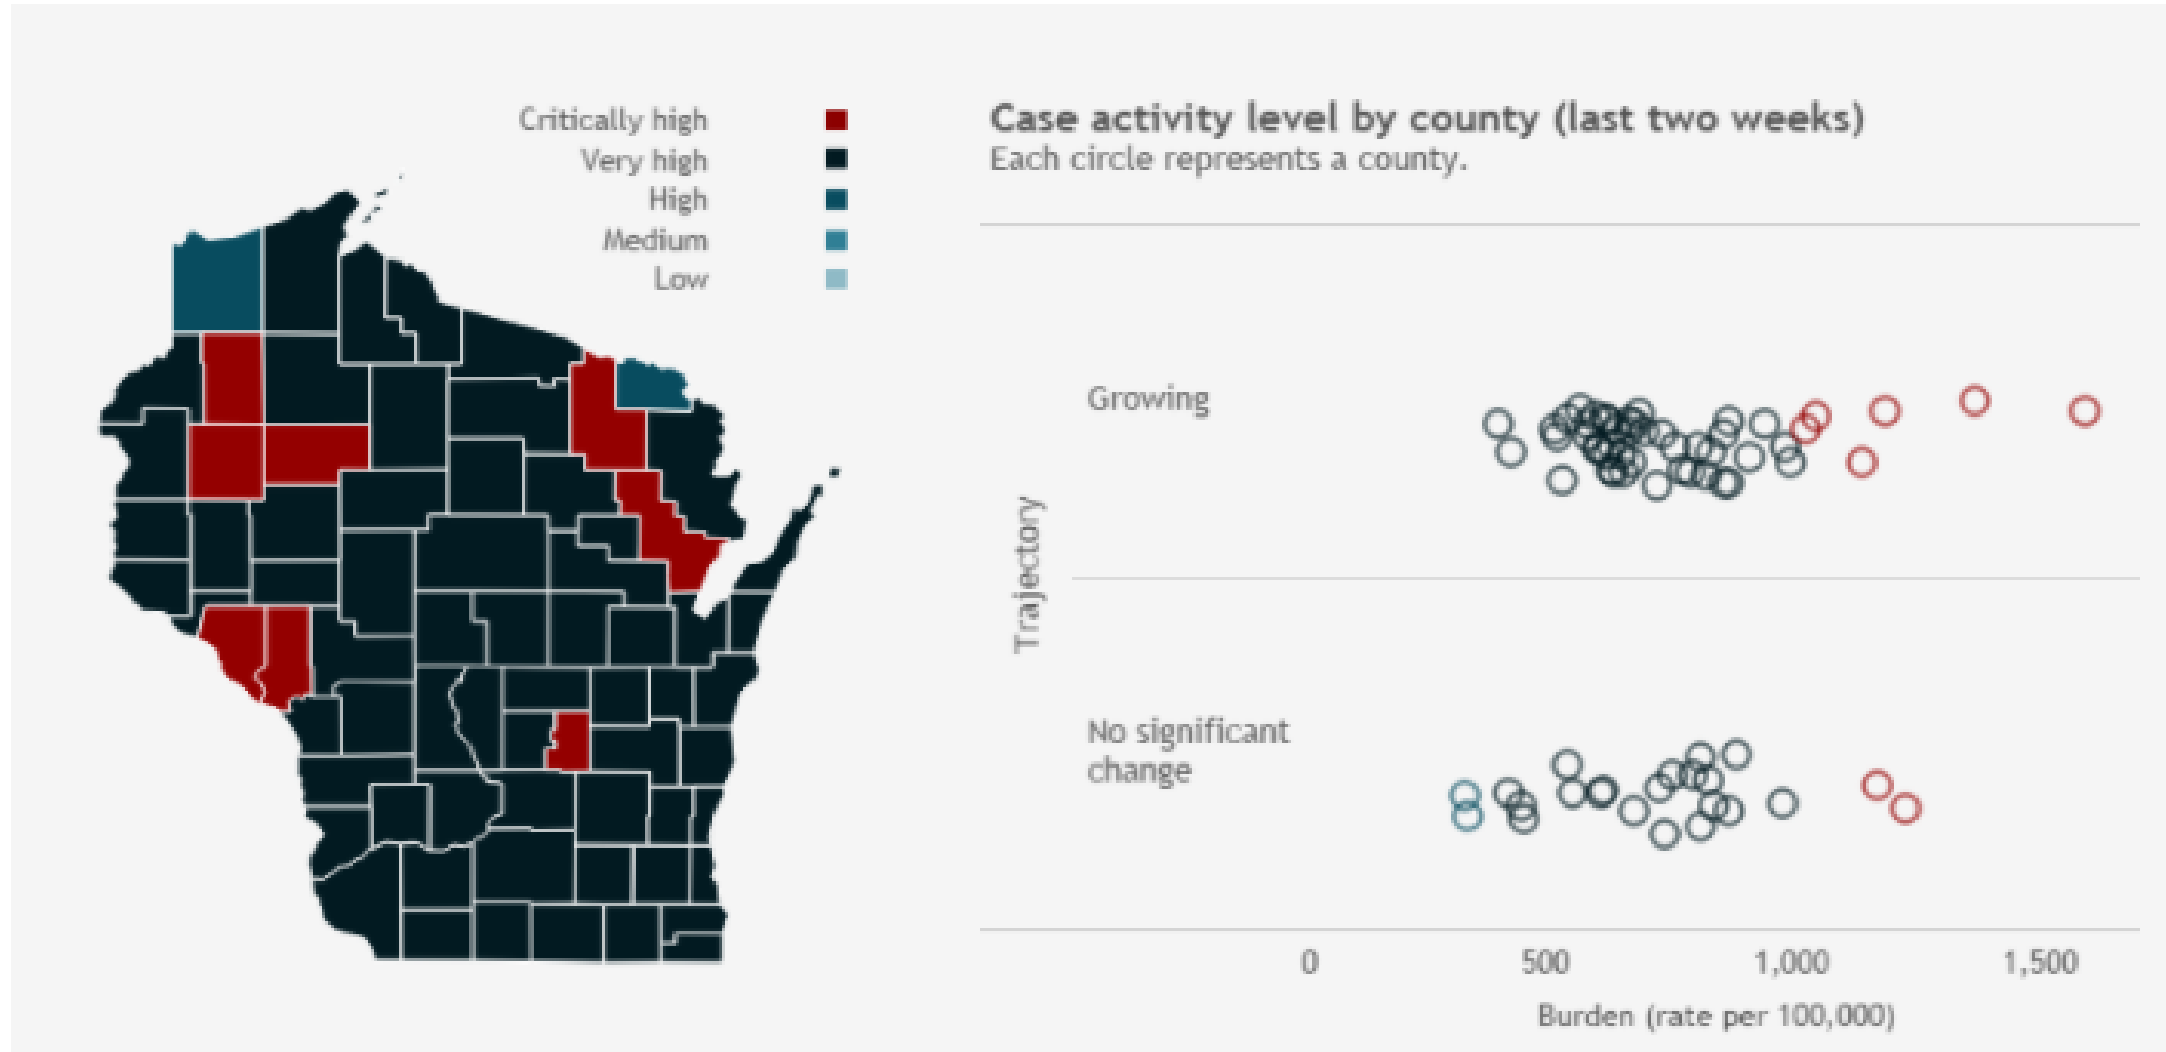 Critically high
Very high
High
Medium
Low
Case activity level by county (last two weeks)
Each circle represents a county.
Trajectory
Growing
No significant
change
0 500 1,000 1,500
Burden (rate per 100,000)